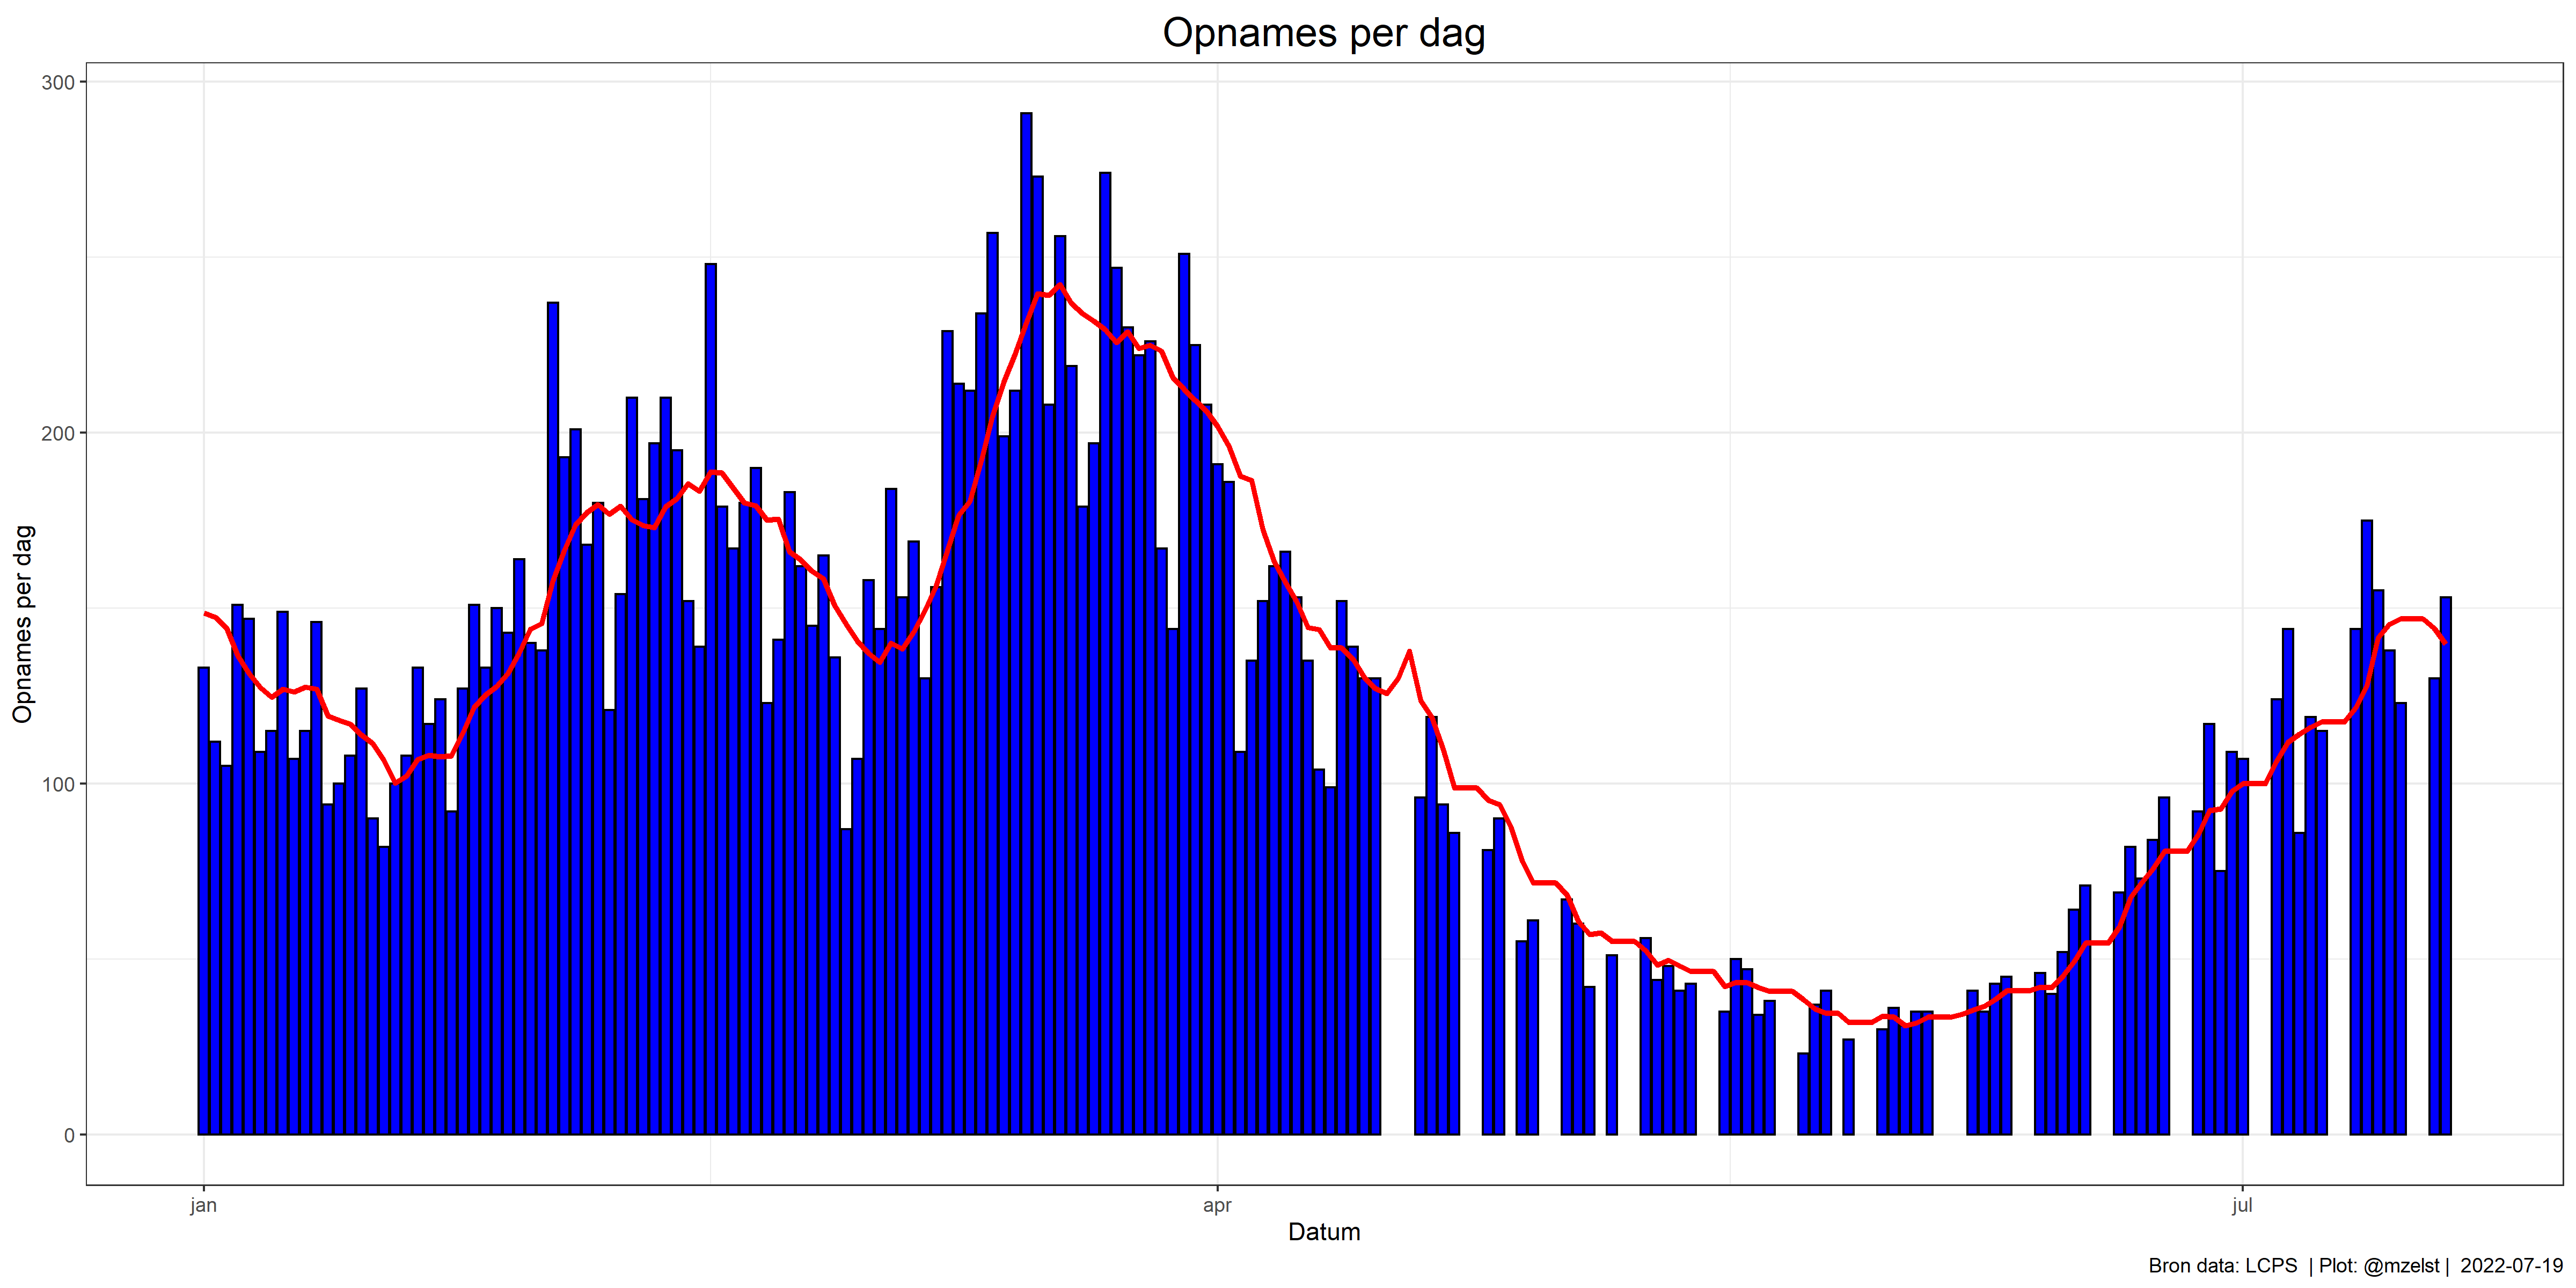 Opnames per dag
300
200
100
0
Opnames per dag
jan
apr
jul
Datum
Bron data: LCPS | Plot: @mzelst | 2022-07-19